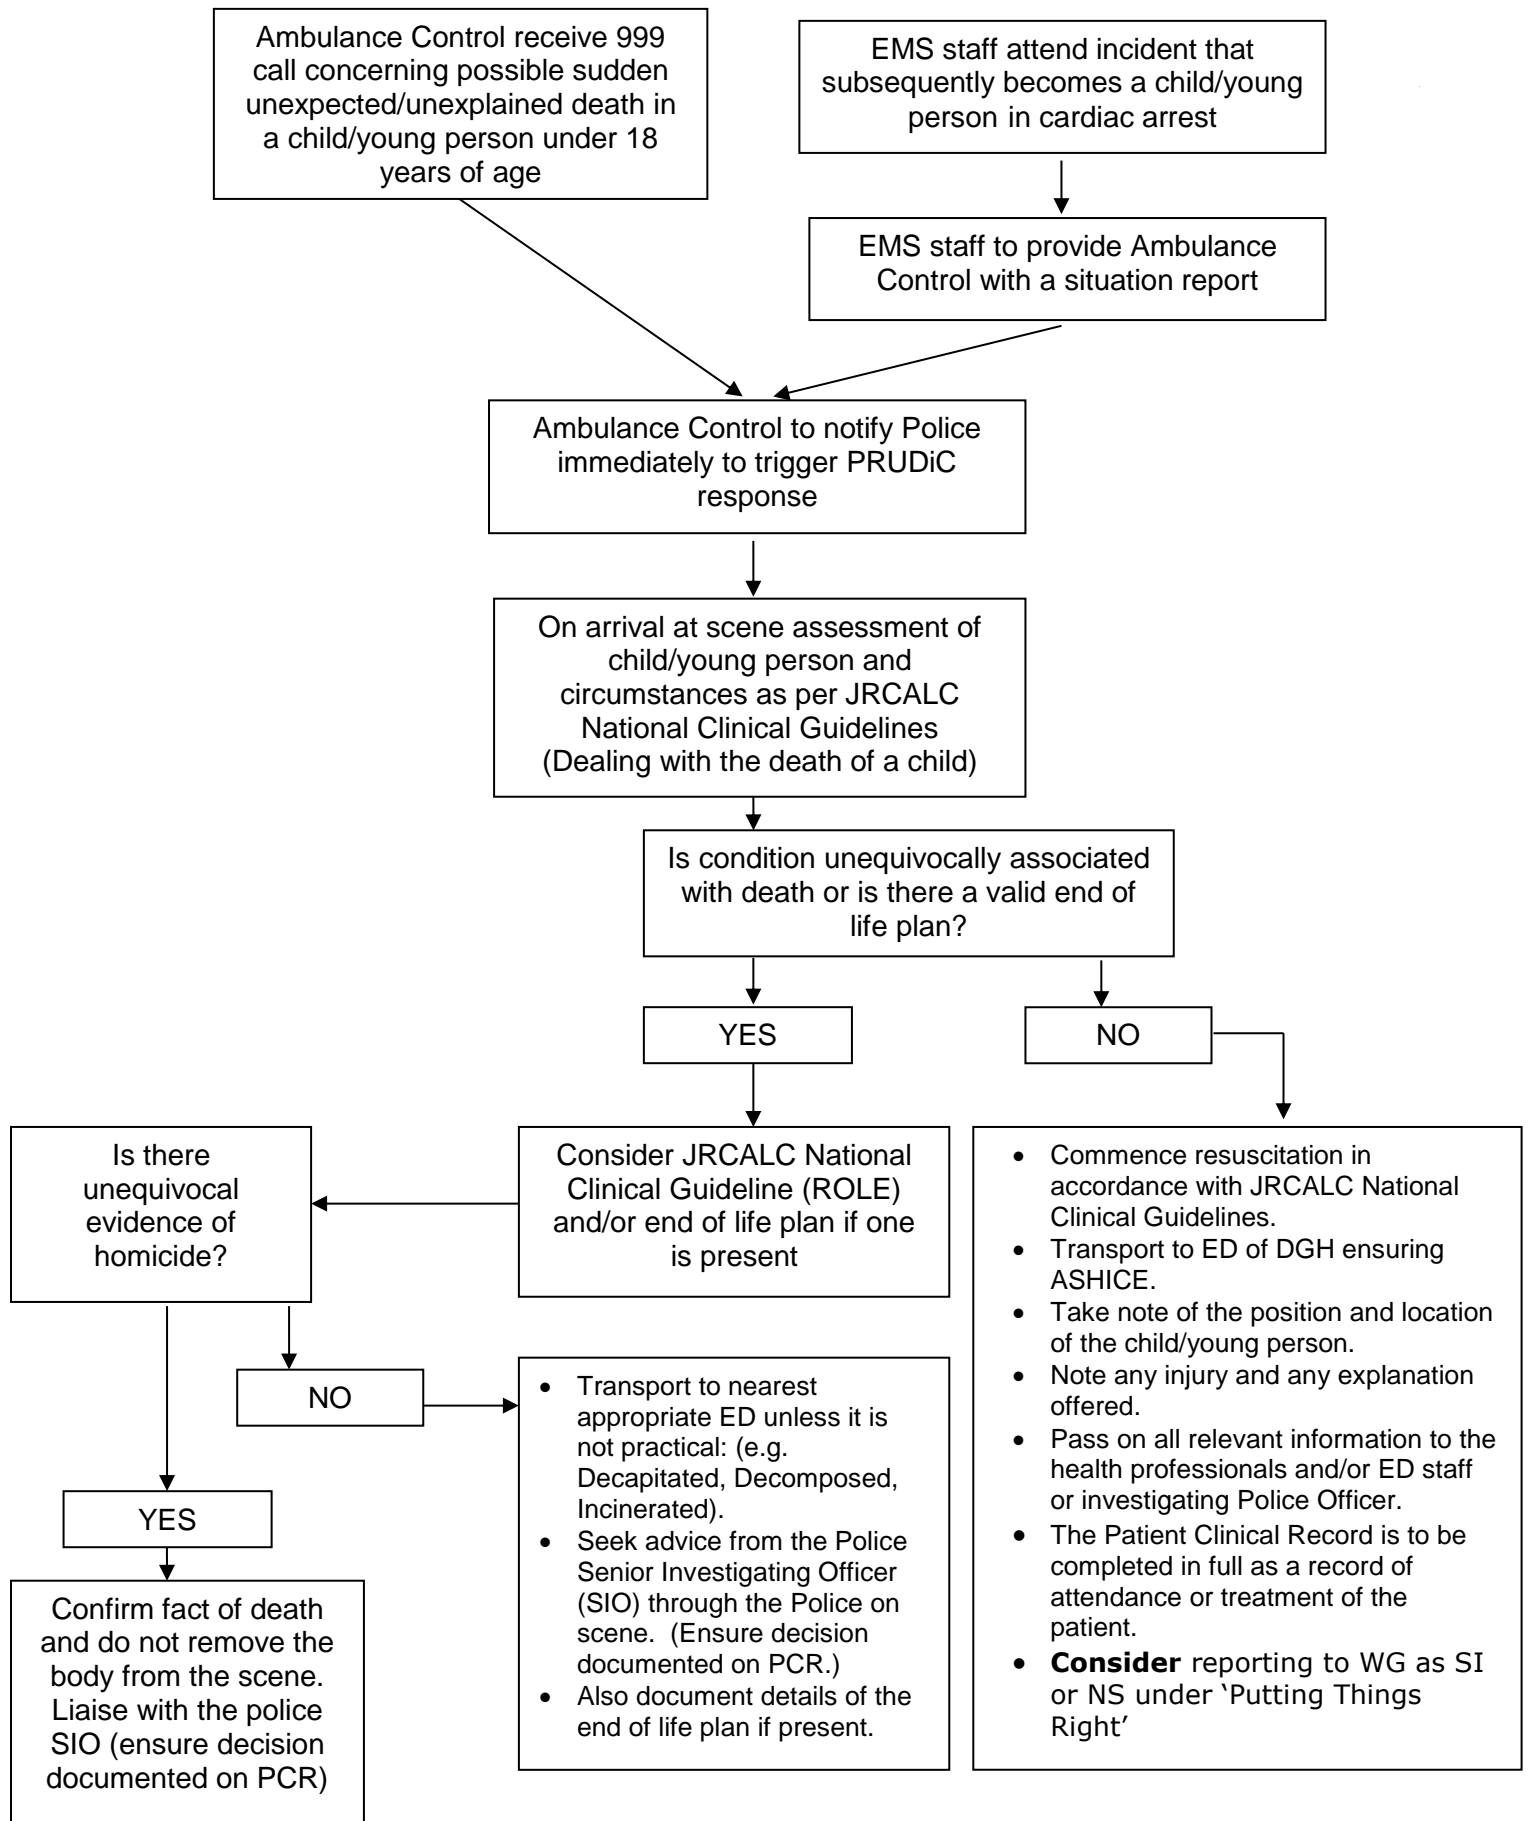 Ambulance Control receive 999
call concerning possible sudden
unexpected/unexplained death in
a child/young person under 18
years of age
EMS staff attend incident that
subsequently becomes a child/young
person in cardiac arrest
EMS staff to provide Ambulance
Control with a situation report
Ambulance Control to notify Police
immediately to trigger PRUDiC
response
On arrival at scene assessment of
child/young person and
circumstances as per JRCALC
National Clinical Guidelines
(Dealing with the death of a child)
Is condition unequivocally associated
with death or is there a valid end of
life plan?
YES
NO
Is there
unequivocal
evidence of
homicide?
Consider JRCALC National
Clinical Guideline (ROLE)
and/or end of life plan if one
is present
• Commence resuscitation in
accordance with JRCALC National
Clinical Guidelines.
• Transport to ED of DGH ensuring
ASHICE.
• Take note of the position and location
of the child/young person.
• Note any injury and any explanation
offered.
• Pass on all relevant information to the
health professionals and/or ED staff
or investigating Police Officer.
• The Patient Clinical Record is to be
completed in full as a record of
attendance or treatment of the
patient.
• Consider reporting to WG as SI
or NS under ‘Putting Things
Right’
NO
• Transport to nearest
appropriate ED unless it is
not practical: (e.g.
Decapitated, Decomposed,
Incinerated).
• Seek advice from the Police
Senior Investigating Officer
(SIO) through the Police on
scene.  (Ensure decision
documented on PCR.)
• Also document details of the
end of life plan if present.
YES
Confirm fact of death
and do not remove the
body from the scene.
Liaise with the police
SIO (ensure decision
documented on PCR)